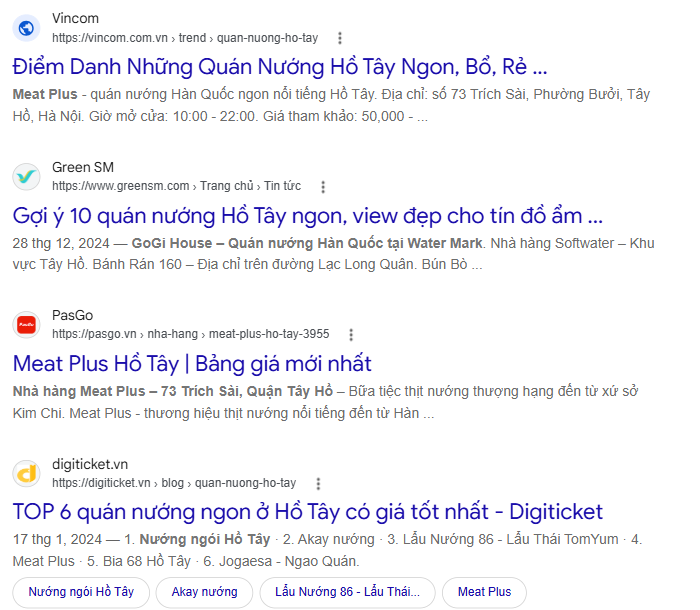 Vincom
https://vincom.com.vn › trend › quan-nuong-ho-tay
Điểm Danh Những Quán Nướng Hồ Tây Ngon, Bổ, Rẻ ...
Meat Plus - quán nướng Hàn Quốc ngon nổi tiếng Hồ Tây. Địa chỉ: số 73 Trích Sài, Phường Bưởi, Tây
Hồ, Hà Nội. Giờ mở cửa: 10:00 - 22:00. Giá tham khảo: 50,000 - ...
Green SM
https://www.greensm.com › Trang chủ › Tin tức
Gợi ý 10 quán nướng Hồ Tây ngon, view đẹp cho tín đồ ẩm ...
28 thg 12, 2024 — GoGi House – Quán nướng Hàn Quốc tại Water Mark. Nhà hàng Softwater – Khu
vực Tây Hồ. Bánh Rán 160 – Địa chỉ trên đường Lạc Long Quân. Bún Bò ...
PasGo
https://pasgo.vn › nha-hang › meat-plus-ho-tay-3955
Meat Plus Hồ Tây | Bảng giá mới nhất
Nhà hàng Meat Plus – 73 Trích Sài, Quận Tây Hồ – Bữa tiệc thịt nướng thượng hạng đến từ xứ sở
Kim Chi. Meat Plus - thương hiệu thịt nướng nổi tiếng đến từ Hàn ...
digiticket.vn
https://digiticket.vn › blog › quan-nuong-ho-tay
TOP 6 quán nướng ngon ở Hồ Tây có giá tốt nhất - Digiticket
17 thg 1, 2024 — 1. Nướng ngói Hồ Tây · 2. Akay nướng · 3. Lẩu Nướng 86 - Lẩu Thái TomYum · 4.
Meat Plus · 5. Bia 68 Hồ Tây · 6. Jogaesa - Ngao Quán.
Nướng ngói Hồ Tây Akay nướng Lẩu Nướng 86 - Lẩu Thái... Meat Plus